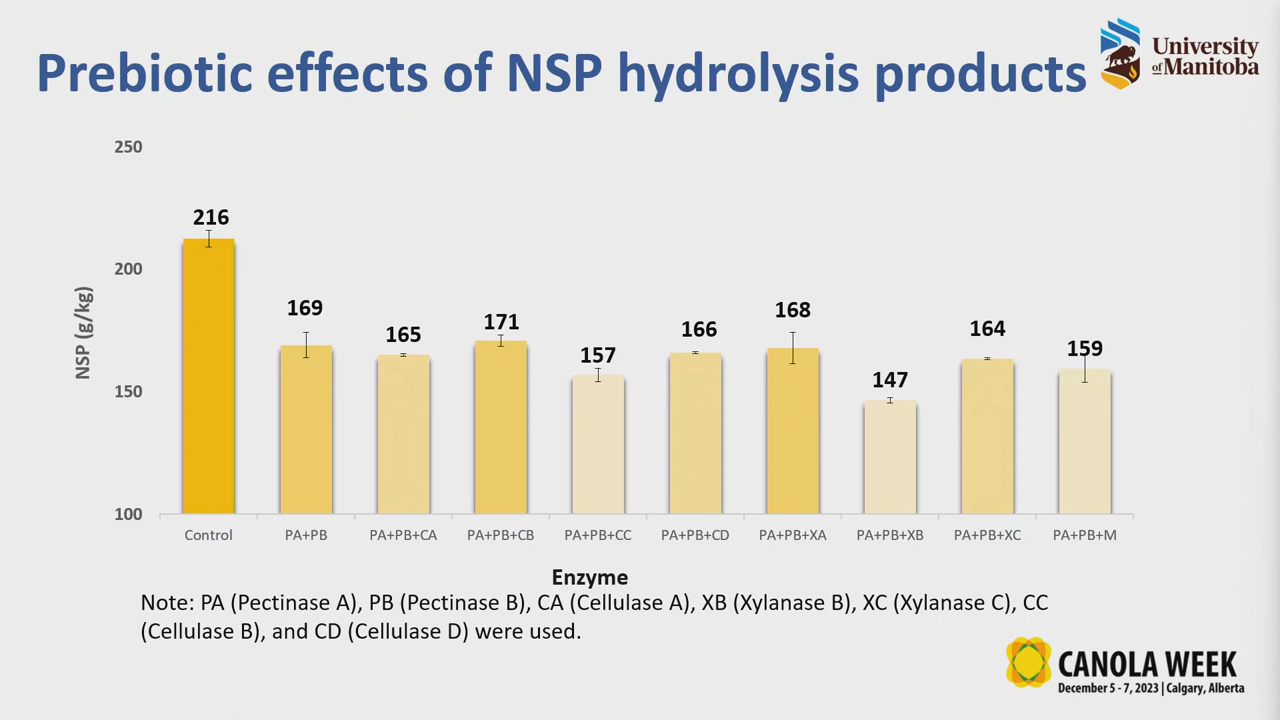 Prebiotic effects of NSP hydrolysis products
University
of Manitoba
250
200
150
100
NSP (g/kg)
216
169
165
171
157
166
168
147
164
159
Control
PA+PB
PA+PB+CA
PA+PB+CB
PA+PB+CC
PA+PB+CD
PA+PB+XA
PA+PB+XB
PA+PB+XC
PA+PB+M
Enzyme
Note: PA (Pectinase A), PB (Pectinase B), CA (Cellulase A), XB (Xylanase B), XC (Xylanase C), CC
(Cellulase B), and CD (Cellulase D) were used.
CANOLA WEEK
December 5 - 7, 2023 | Calgary, Alberta